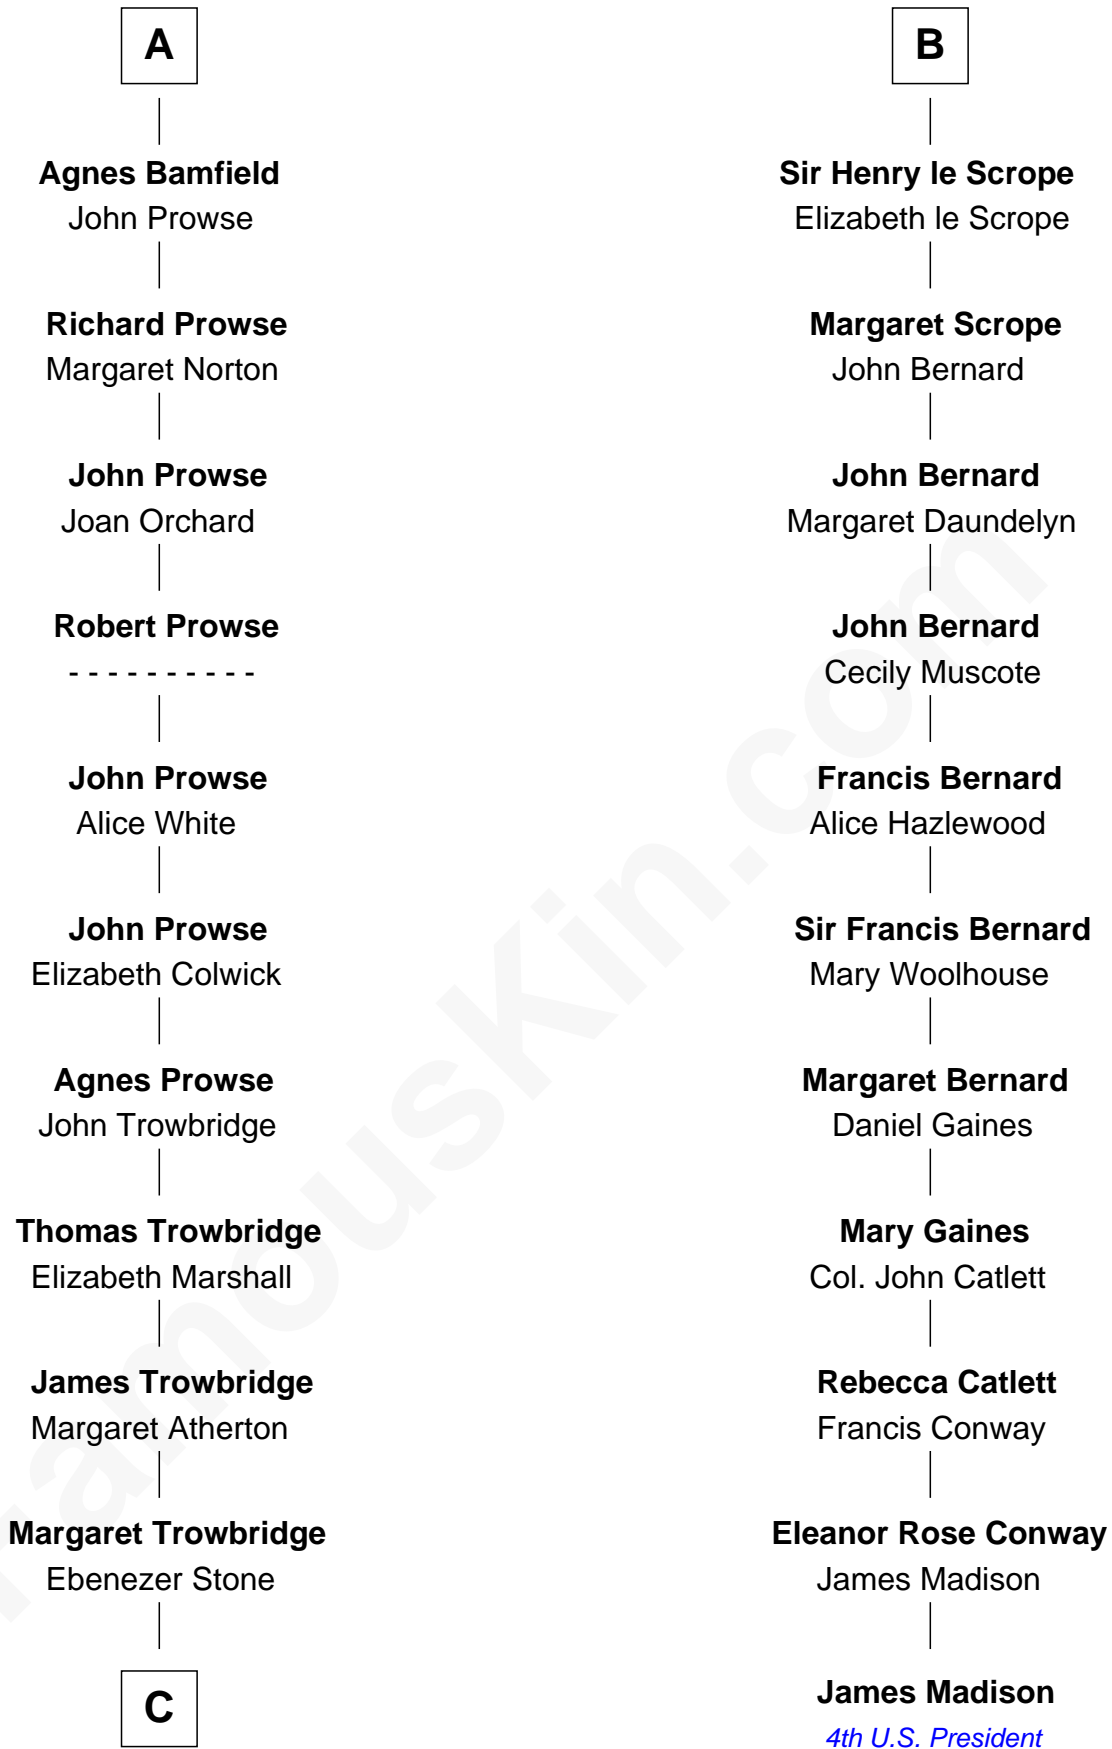 A
Agnes Bamfield
John Prowse
Richard Prowse
Margaret Norton
John Prowse
Joan Orchard
Robert Prowse
- - - - - - - - - -
John Prowse
Alice White
John Prowse
Elizabeth Colwick
Agnes Prowse
John Trowbridge
Thomas Trowbridge
Elizabeth Marshall
James Trowbridge
Margaret Atherton
Margaret Trowbridge
Ebenezer Stone
C
B
Sir Henry le Scrope
Elizabeth le Scrope
Margaret Scrope
John Bernard
John Bernard
Margaret Daundelyn
John Bernard
Cecily Muscote
Francis Bernard
Alice Hazlewood
Sir Francis Bernard
Mary Woolhouse
Margaret Bernard
Daniel Gaines
Mary Gaines
Col. John Catlett
Rebecca Catlett
Francis Conway
Eleanor Rose Conway
James Madison
James Madison
4th U.S. President
FamousKin.com